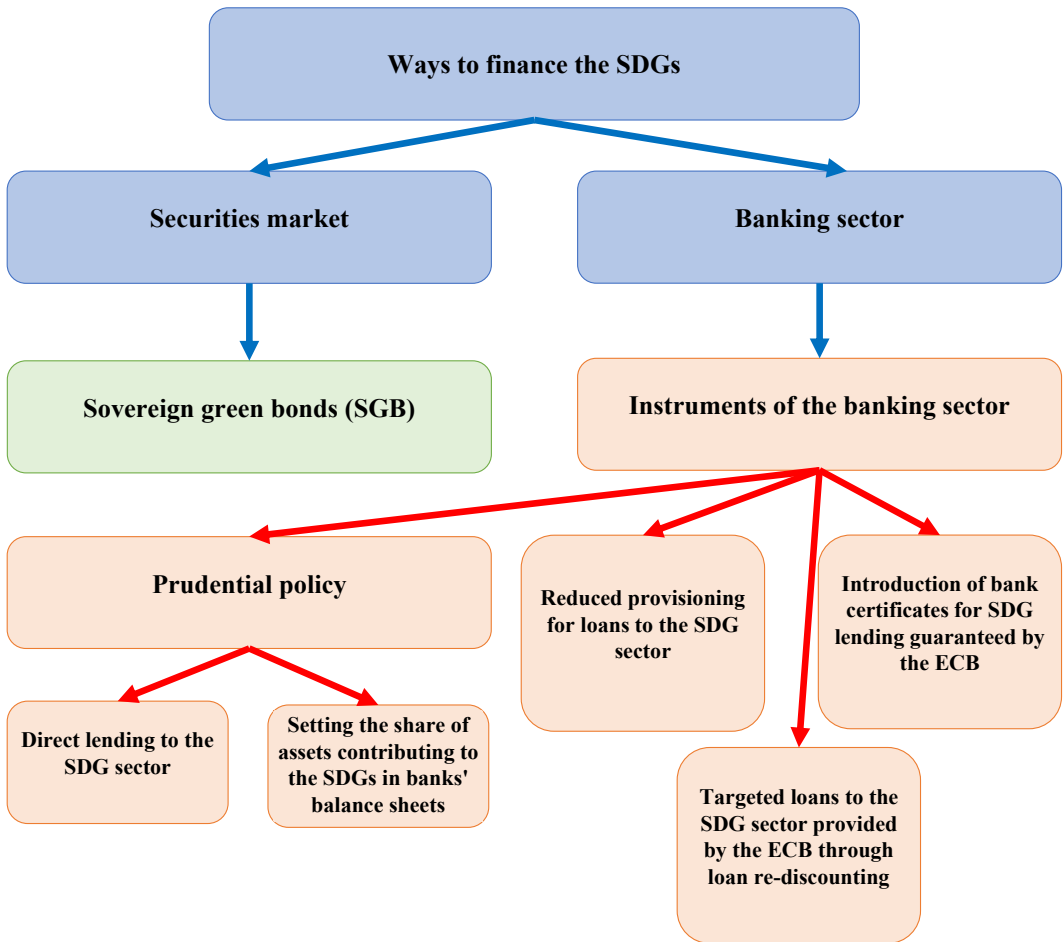 Ways to finance the SDGs
Securities market
Banking sector
Sovereign green bonds (SGB)
Instruments of the banking sector
Prudential policy
Reduced provisioning
for loans to the SDG
sector
Introduction of bank
certificates for SDG
lending guaranteed by
the ECB
Direct lending to the
SDG sector
Setting the share of
assets contributing to
the SDGs in banks'
balance sheets
Targeted loans to the
SDG sector provided
by the ECB through
loan re-discounting